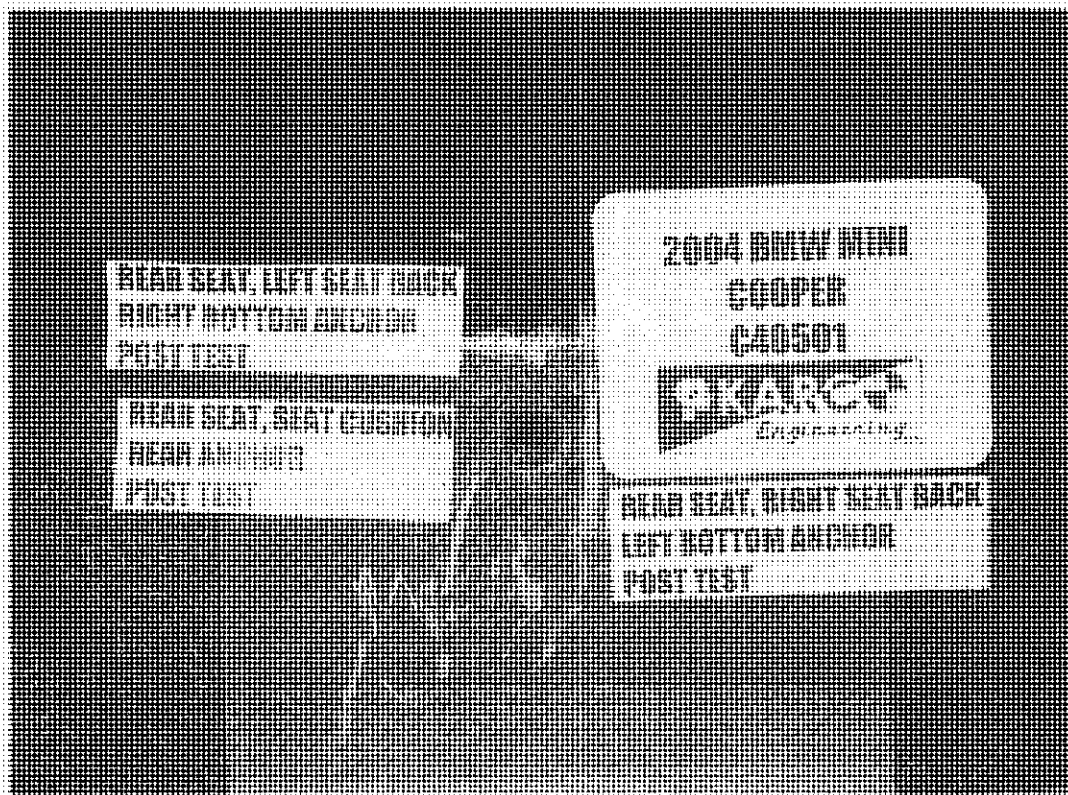 REAR SEAT, LEFT SEAT BACK
RIGHT BOTTOM ANCHOR
POST TEST
REAR SEAT, SEAT CUSHION
REAR ANCHOR
POST TEST
2004 BMW MINI
COOPER
C40501
KARCO
Engineering
REAR SEAT, RIGHT SEAT BACK
LEFT BOTTOM ANCHOR
POST TEST